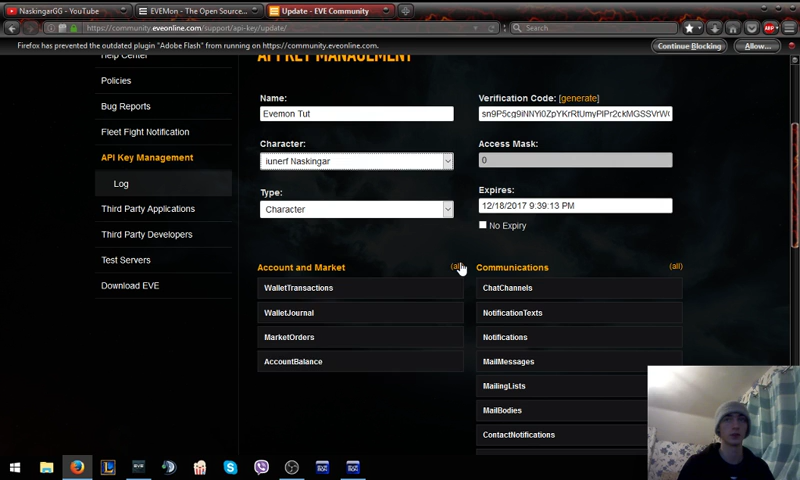 NaskingarGG - YouTube
EVEMon - The Open Source...
Update - EVE Community
https://community.eveonline.com/support/api-key/update/
Search
Firefox has prevented the outdated plugin "Adobe Flash" from running on https://community.eveonline.com.
Continue Blocking
Allow...
Help Center
Policies
Bug Reports
Fleet Fight Notification
API Key Management
Log
Third Party Applications
Third Party Developers
Test Servers
Download EVE
API KEY MANAGEMENT
Name:
Evemon Tut
Verification Code: [generate]
Character:
iunerf Naskingar
Access Mask:
0
Type:
Character
Expires:
12/18/2017 9:39:13 PM
No Expiry
Account and Market
(all)
WalletTransactions
WalletJournal
MarketOrders
AccountBalance
Communications
(all)
ChatChannels
NotificationTexts
Notifications
MailMessages
MailingLists
MailBodies
ContactNotifications